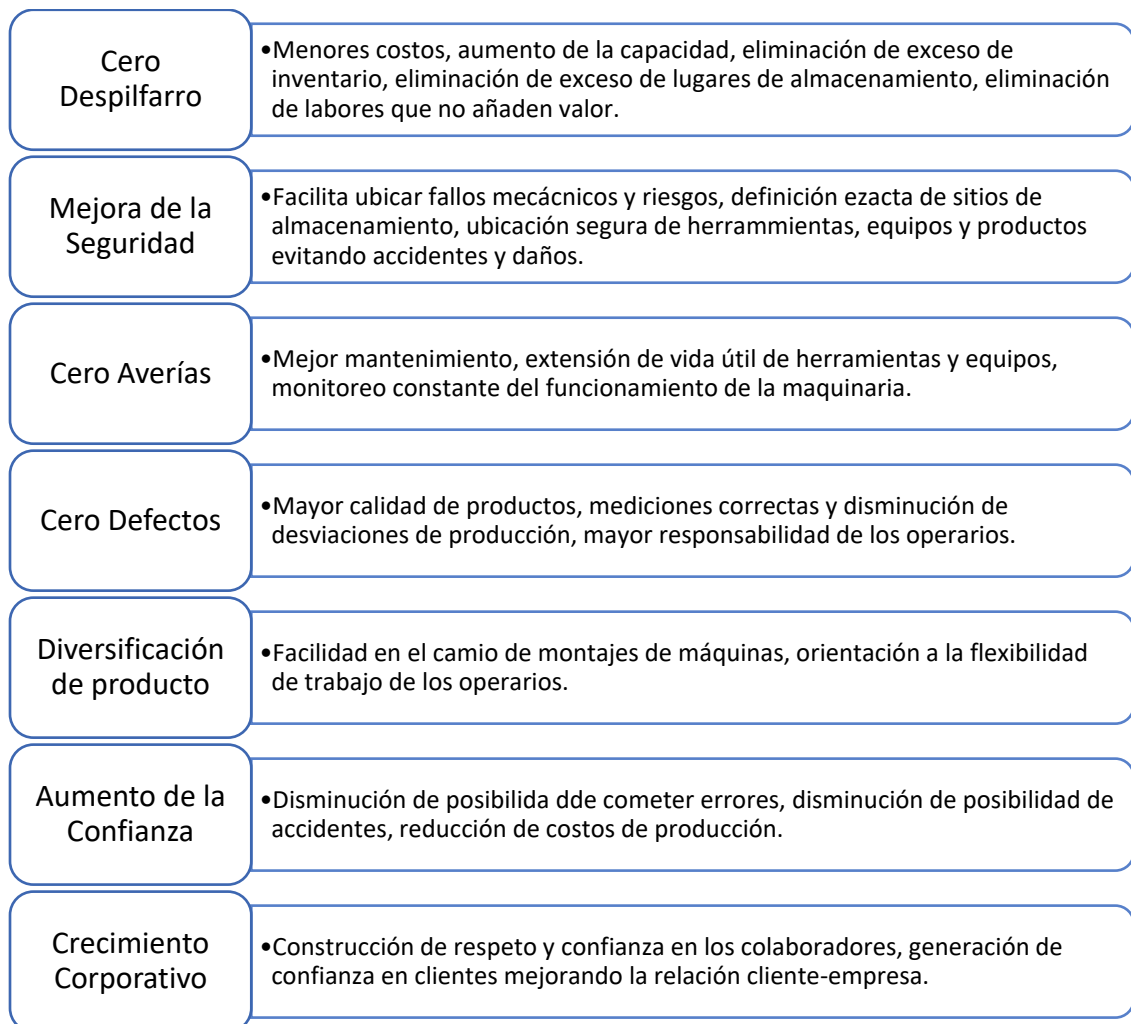 Cero
Despilfarro
•Menores costos, aumento de la capacidad, eliminación de exceso de
inventario, eliminación de exceso de lugares de almacenamiento, eliminación
de labores que no añaden valor.
Mejora de la
Seguridad
•Facilita ubicar fallos mecácnicos y riesgos, definición ezacta de sitios de
almacenamiento, ubicación segura de herrammientas, equipos y productos
evitando accidentes y daños.
Cero Averías
•Mejor mantenimiento, extensión de vida útil de herramientas y equipos,
monitoreo constante del funcionamiento de la maquinaria.
Cero Defectos
•Mayor calidad de productos, mediciones correctas y disminución de
desviaciones de producción, mayor responsabilidad de los operarios.
Diversificación
de producto
•Facilidad en el camio de montajes de máquinas, orientación a la flexibilidad
de trabajo de los operarios.
Aumento de la
Confianza
•Disminución de posibilida dde cometer errores, disminución de posibilidad de
accidentes, reducción de costos de producción.
Crecimiento
Corporativo
•Construcción de respeto y confianza en los colaboradores, generación de
confianza en clientes mejorando la relación cliente-empresa.